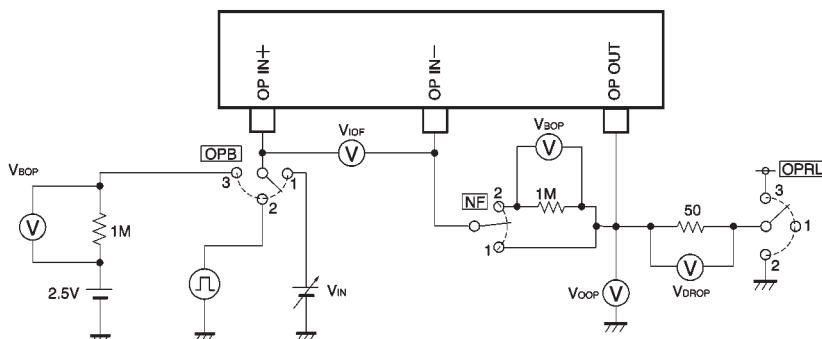 OP IN+
OP IN−
OP OUT
VIOF
VBOP
OPB
3
1
2
VBOP
1M
2.5V
VIN
NF
2
1
1M
50
OPRL
3
1
2
VOOP
VDROP
V
V
V
V
V